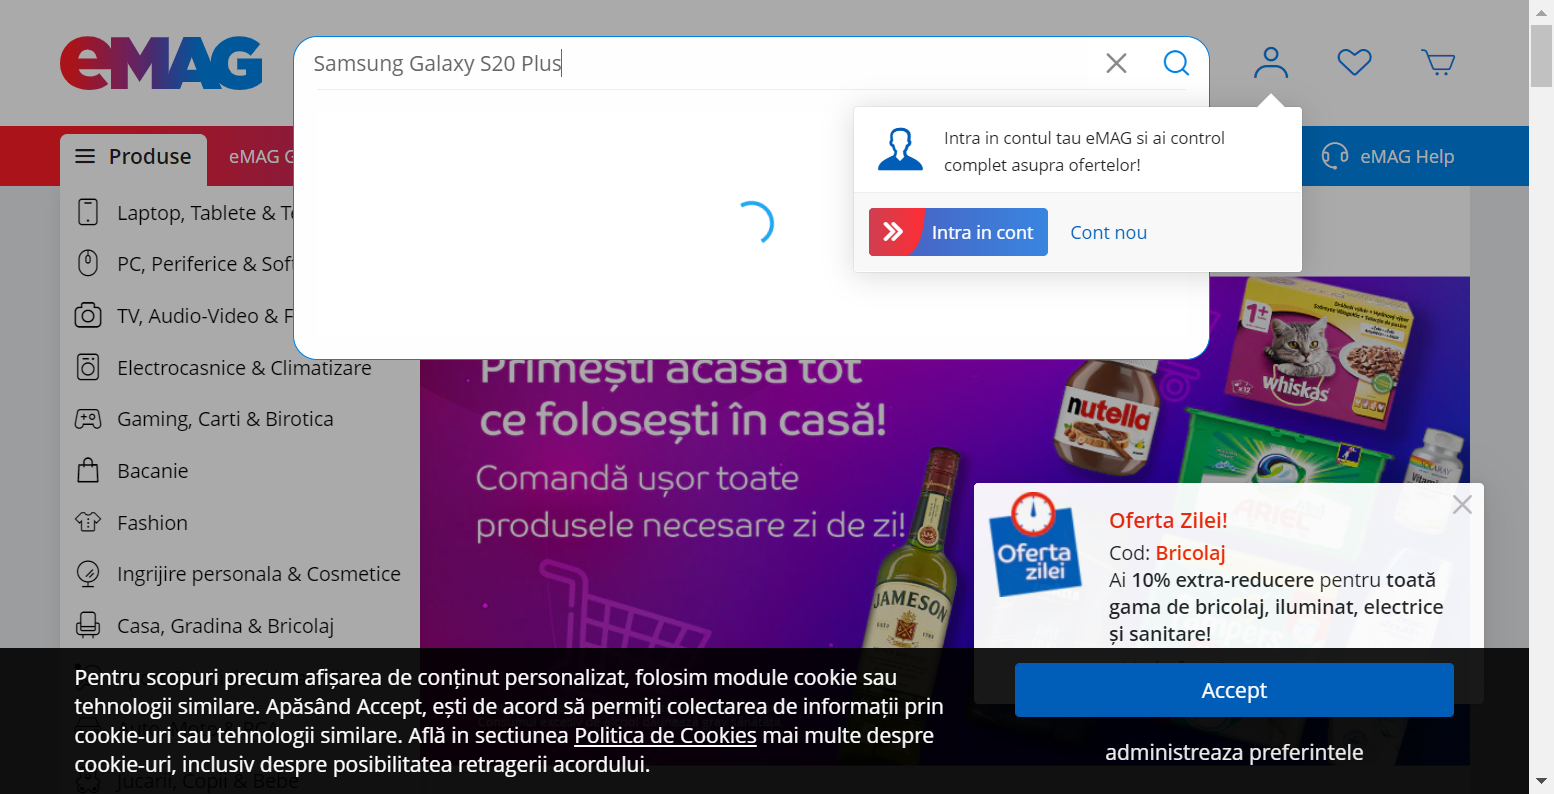 eMAG
Samsung Galaxy S20 Plus
Intra in contul tau eMAG si ai control
complet asupra ofertelor!
Intra in cont
Cont nou
Produse
eMAG
eMAG Help
Laptop, Tablete &
PC, Periferice &
TV, Audio-Video &
Electrocasnice & Climatizare
Gaming, Carti & Birotica
Bacanie
Fashion
Ingrijire personala & Cosmetice
Casa, Gradina & Bricolaj
Jucarii, Copii & Bebe
Primești acasă tot
ce folosești în casă!
Comandă ușor toate
produsele necesare zi de zi!
1+
whiskas
nutella
ARIEL
SOLARAY
JAMESON
Oferta
zilei
Oferta Zilei!
Cod: Bricolaj
Ai 10% extra-reducere pentru toată
gama de bricolaj, iluminat, electrice
și sanitare!
Pentru scopuri precum afișarea de conținut personalizat, folosim module cookie sau
tehnologii similare. Apăsând Accept, ești de acord să permiți colectarea de informații prin
cookie-uri sau tehnologii similare. Află in sectiunea Politica de Cookies mai multe despre
cookie-uri, inclusiv despre posibilitatea retragerii acordului.
Accept
administreaza preferintele